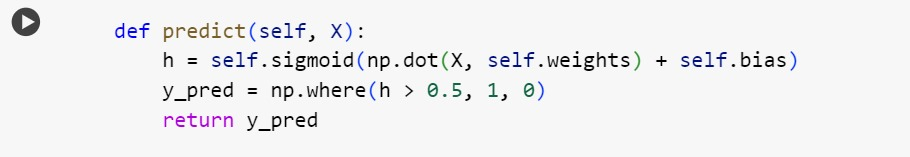 def predict(self, X):
    h = self.sigmoid(np.dot(X, self.weights) + self.bias)
    y_pred = np.where(h > 0.5, 1, 0)
    return y_pred